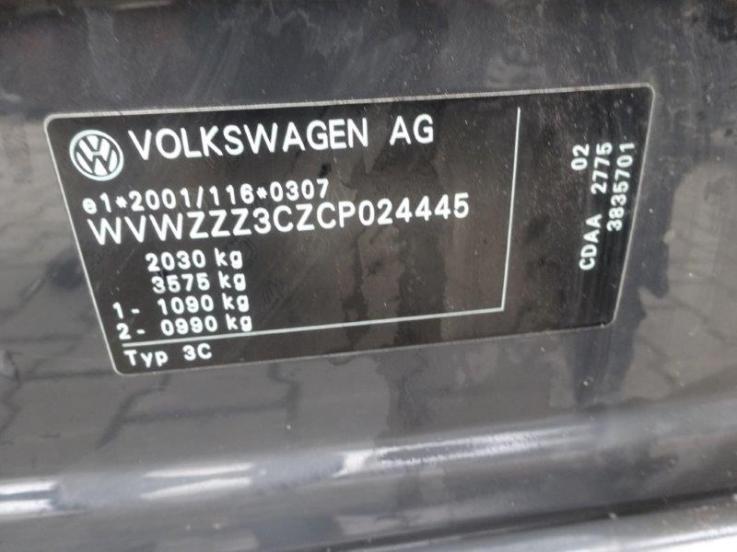 VOLKSWAGEN AG
e1*2001/116*0307
WVWZZZ3CZCP024445
2030 kg
3575 kg
1- 1090 kg
2- 0990 kg
Typ 3C
02
CDAA 2775
3835701